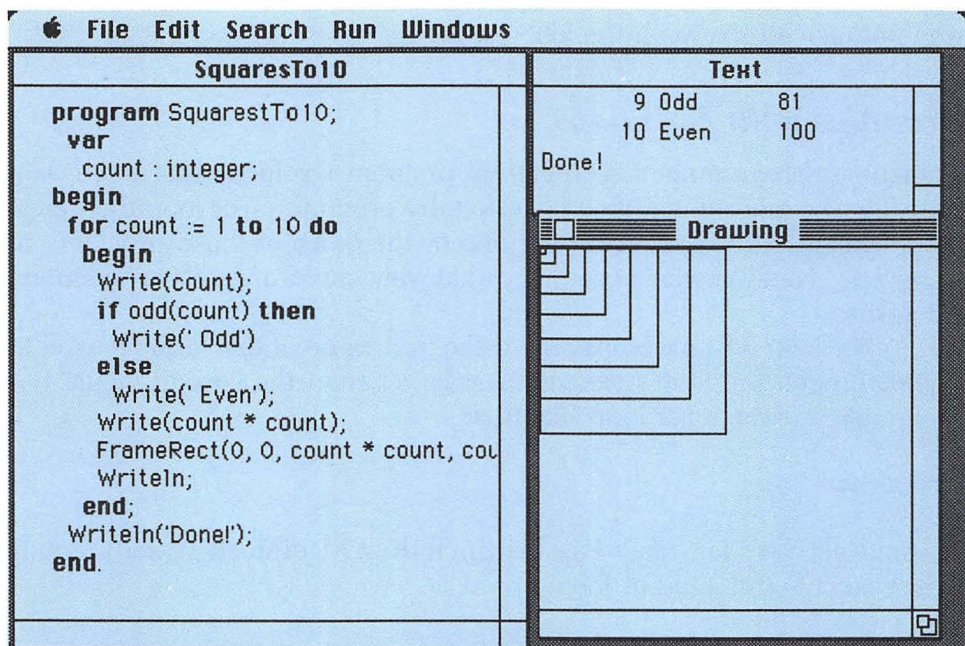 File Edit Search Run Windows
SquaresTo10
program SquarestTo10;
var
count : integer;
begin
for count := 1 to 10 do
begin
Write(count);
if odd(count) then
Write(' Odd')
else
Write(' Even');
Write(count * count);
FrameRect(0, 0, count * count, cou
Writeln;
end;
Writeln('Done!');
end.
Text
9 Odd 81
10 Even 100
Done!
Drawing